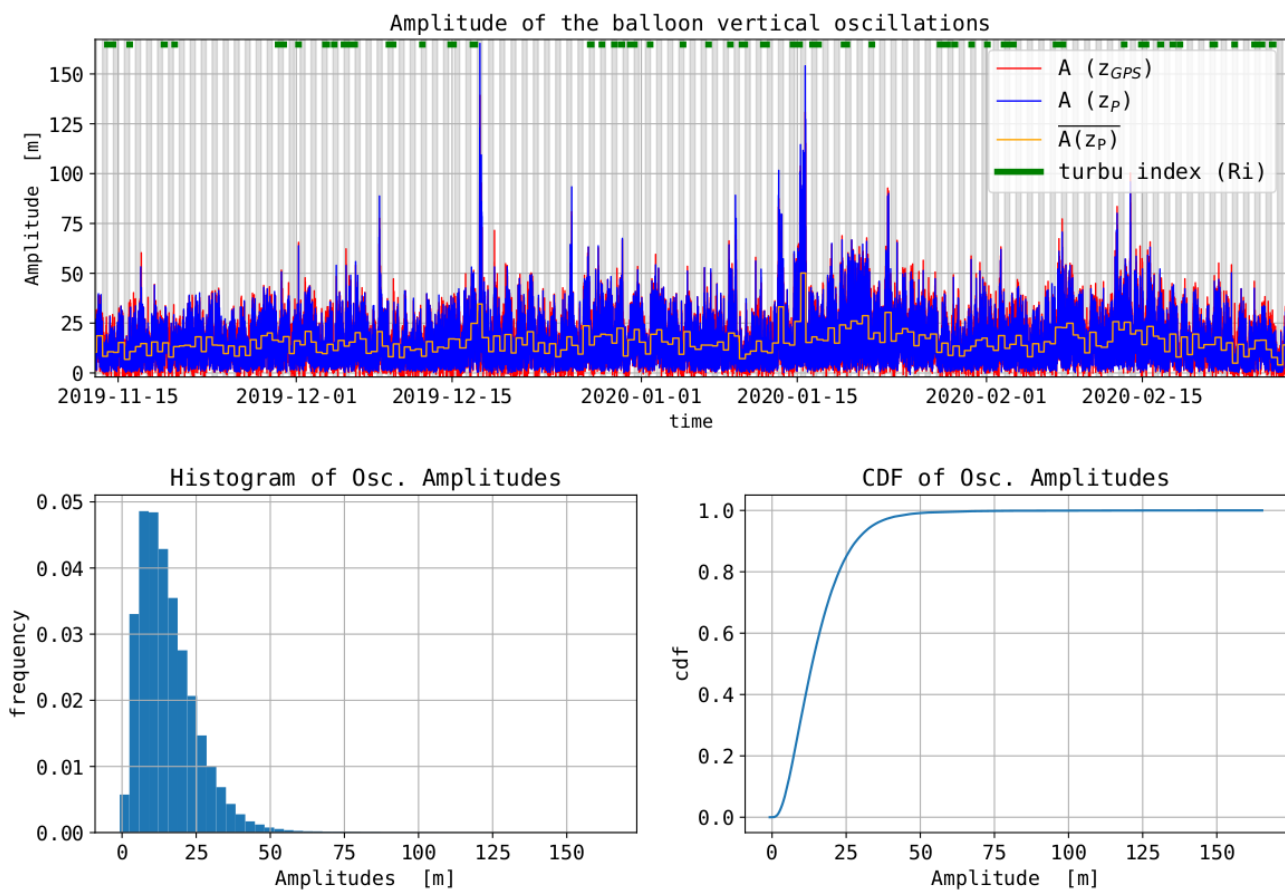 Amplitude of the balloon vertical oscillations
Amplitude [m]
150
125
100
75
50
25
0
A (z_GPS)
A (z_P)
A(z_P)
turbu index (Ri)
2019-11-15 2019-12-01 2019-12-15 2020-01-01 2020-01-15 2020-02-01 2020-02-15
time
Histogram of Osc. Amplitudes
frequency
0.05
0.04
0.03
0.02
0.01
0.00
0 25 50 75 100 125 150
Amplitudes [m]
CDF of Osc. Amplitudes
cdf
1.0
0.8
0.6
0.4
0.2
0.0
0 25 50 75 100 125 150
Amplitude [m]